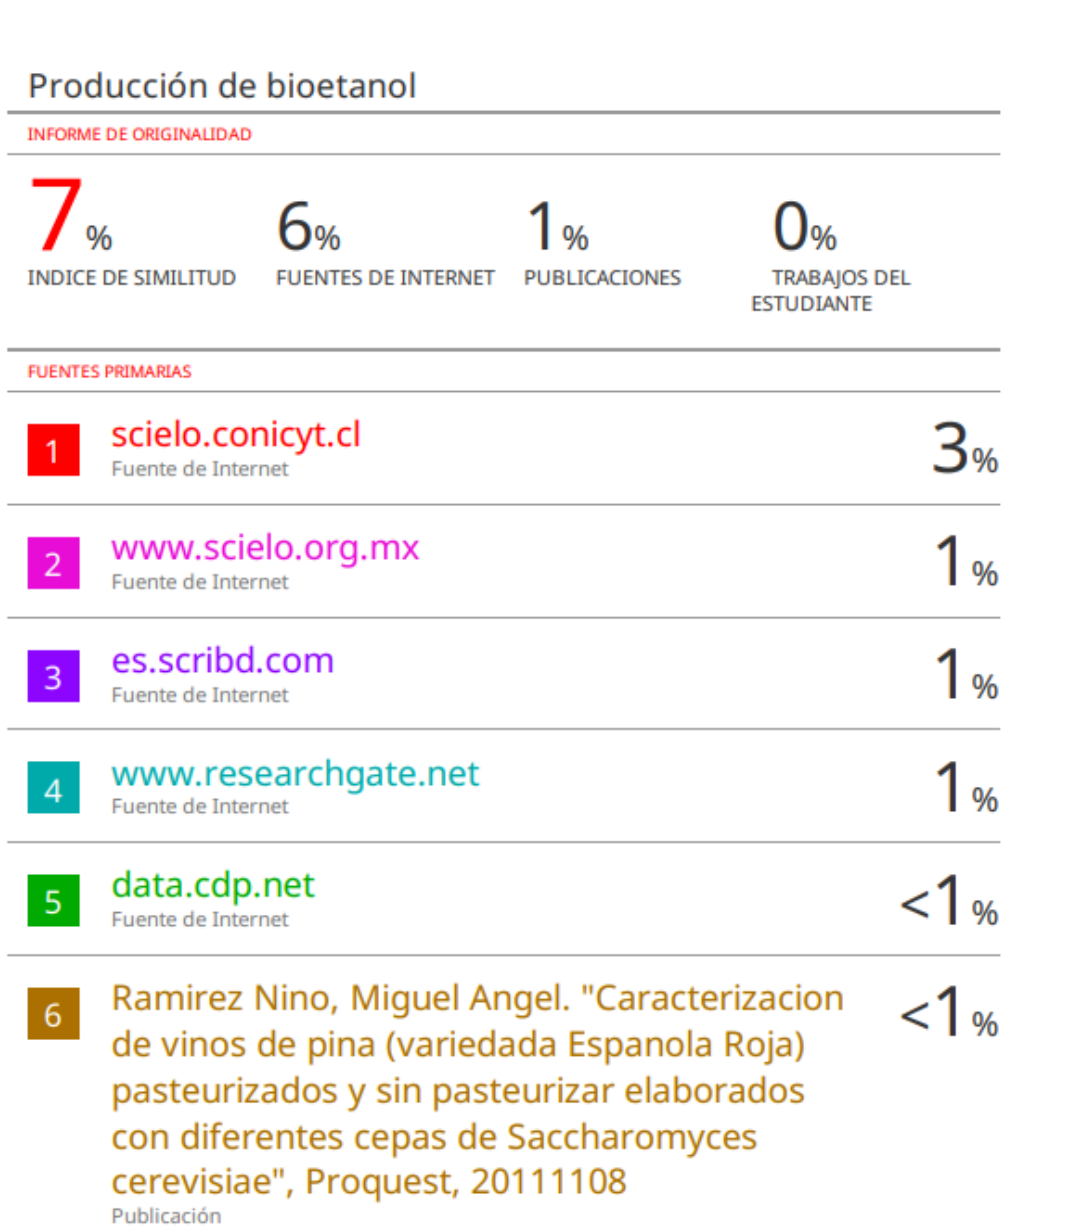 Producción de bioetanol
INFORME DE ORIGINALIDAD
7% 6% 1% 0%
INDICE DE SIMILITUD FUENTES DE INTERNET PUBLICACIONES TRABAJOS DEL
ESTUDIANTE
FUENTES PRIMARIAS
1 scielo.conicyt.cl 3%
Fuente de Internet
2 www.scielo.org.mx 1%
Fuente de Internet
3 es.scribd.com 1%
Fuente de Internet
4 www.researchgate.net 1%
Fuente de Internet
5 data.cdp.net <1%
Fuente de Internet
6 Ramirez Nino, Miguel Angel. "Caracterizacion <1%
de vinos de pina (variedada Espanola Roja)
pasteurizados y sin pasteurizar elaborados
con diferentes cepas de Saccharomyces
cerevisiae", Proquest, 20111108
Publicación